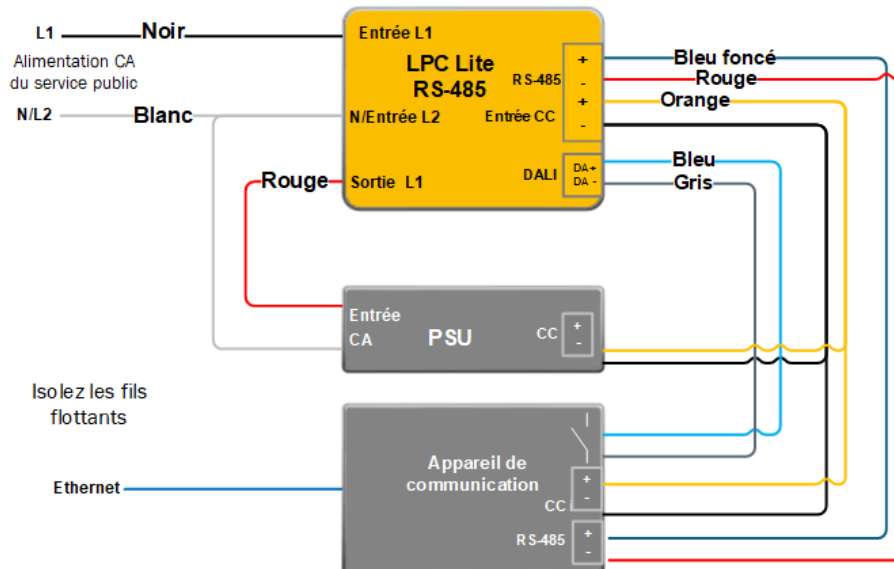 L1
Noir
Alimentation CA
du service public
N/L2
Blanc
Entrée L1
LPC Lite
RS-485
RS-485
+
-
N/Entrée L2
Entrée CC
+
-
Rouge
Sortie L1
DALI
DA+
DA -
Bleu foncé
Rouge
Orange
Bleu
Gris
Entrée
CA
PSU
CC
+
-
Isolez les fils
flottants
Ethernet
Appareil de
communication
+
-
CC
RS-485
+
-